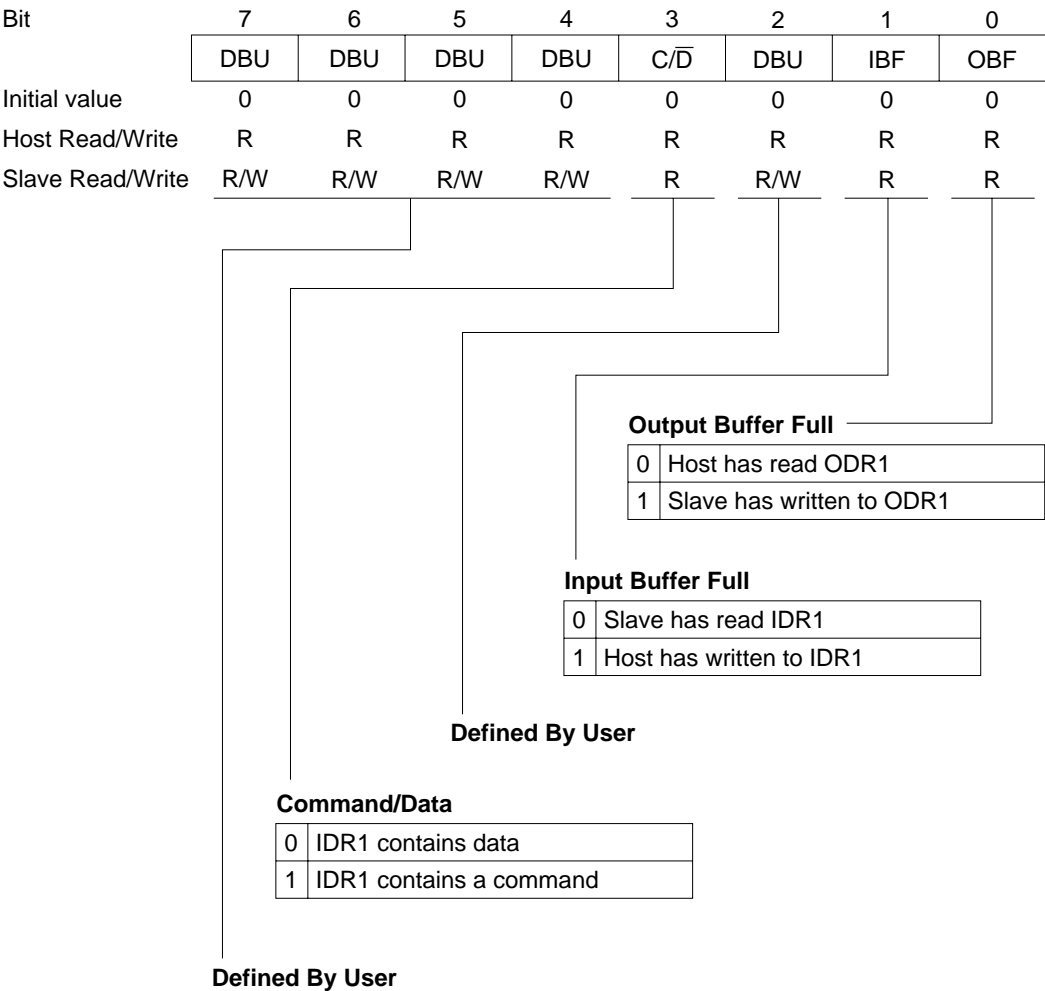 Bit 7 6 5 4 3 2 1 0
DBU DBU DBU DBU C/D̅ DBU IBF OBF
Initial value 0 0 0 0 0 0 0 0
Host Read/Write R R R R R R R R
Slave Read/Write R/W R/W R/W R/W R R/W R R
Output Buffer Full
0 Host has read ODR1
1 Slave has written to ODR1
Input Buffer Full
0 Slave has read IDR1
1 Host has written to IDR1
Defined By User
Command/Data
0 IDR1 contains data
1 IDR1 contains a command
Defined By User